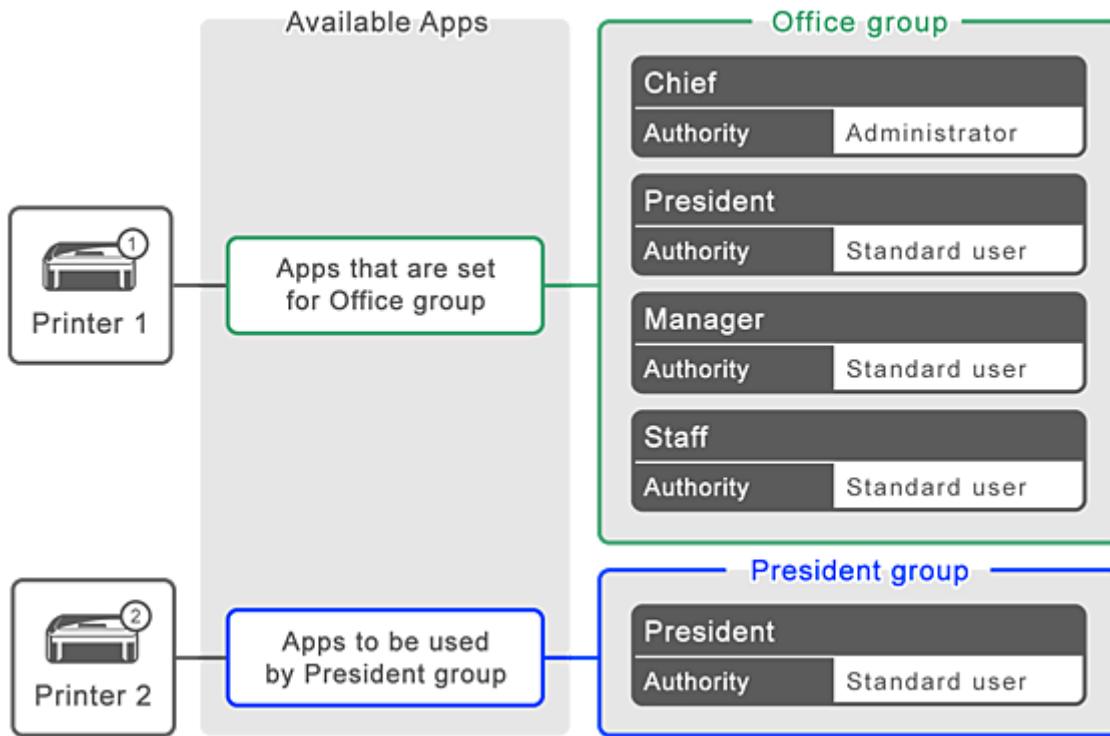 Available Apps
Office group
Chief
Authority Administrator
President
Authority Standard user
1
Printer 1
Apps that are set
for Office group
Manager
Authority Standard user
Staff
Authority Standard user
President group
2
Printer 2
Apps to be used
by President group
President
Authority Standard user